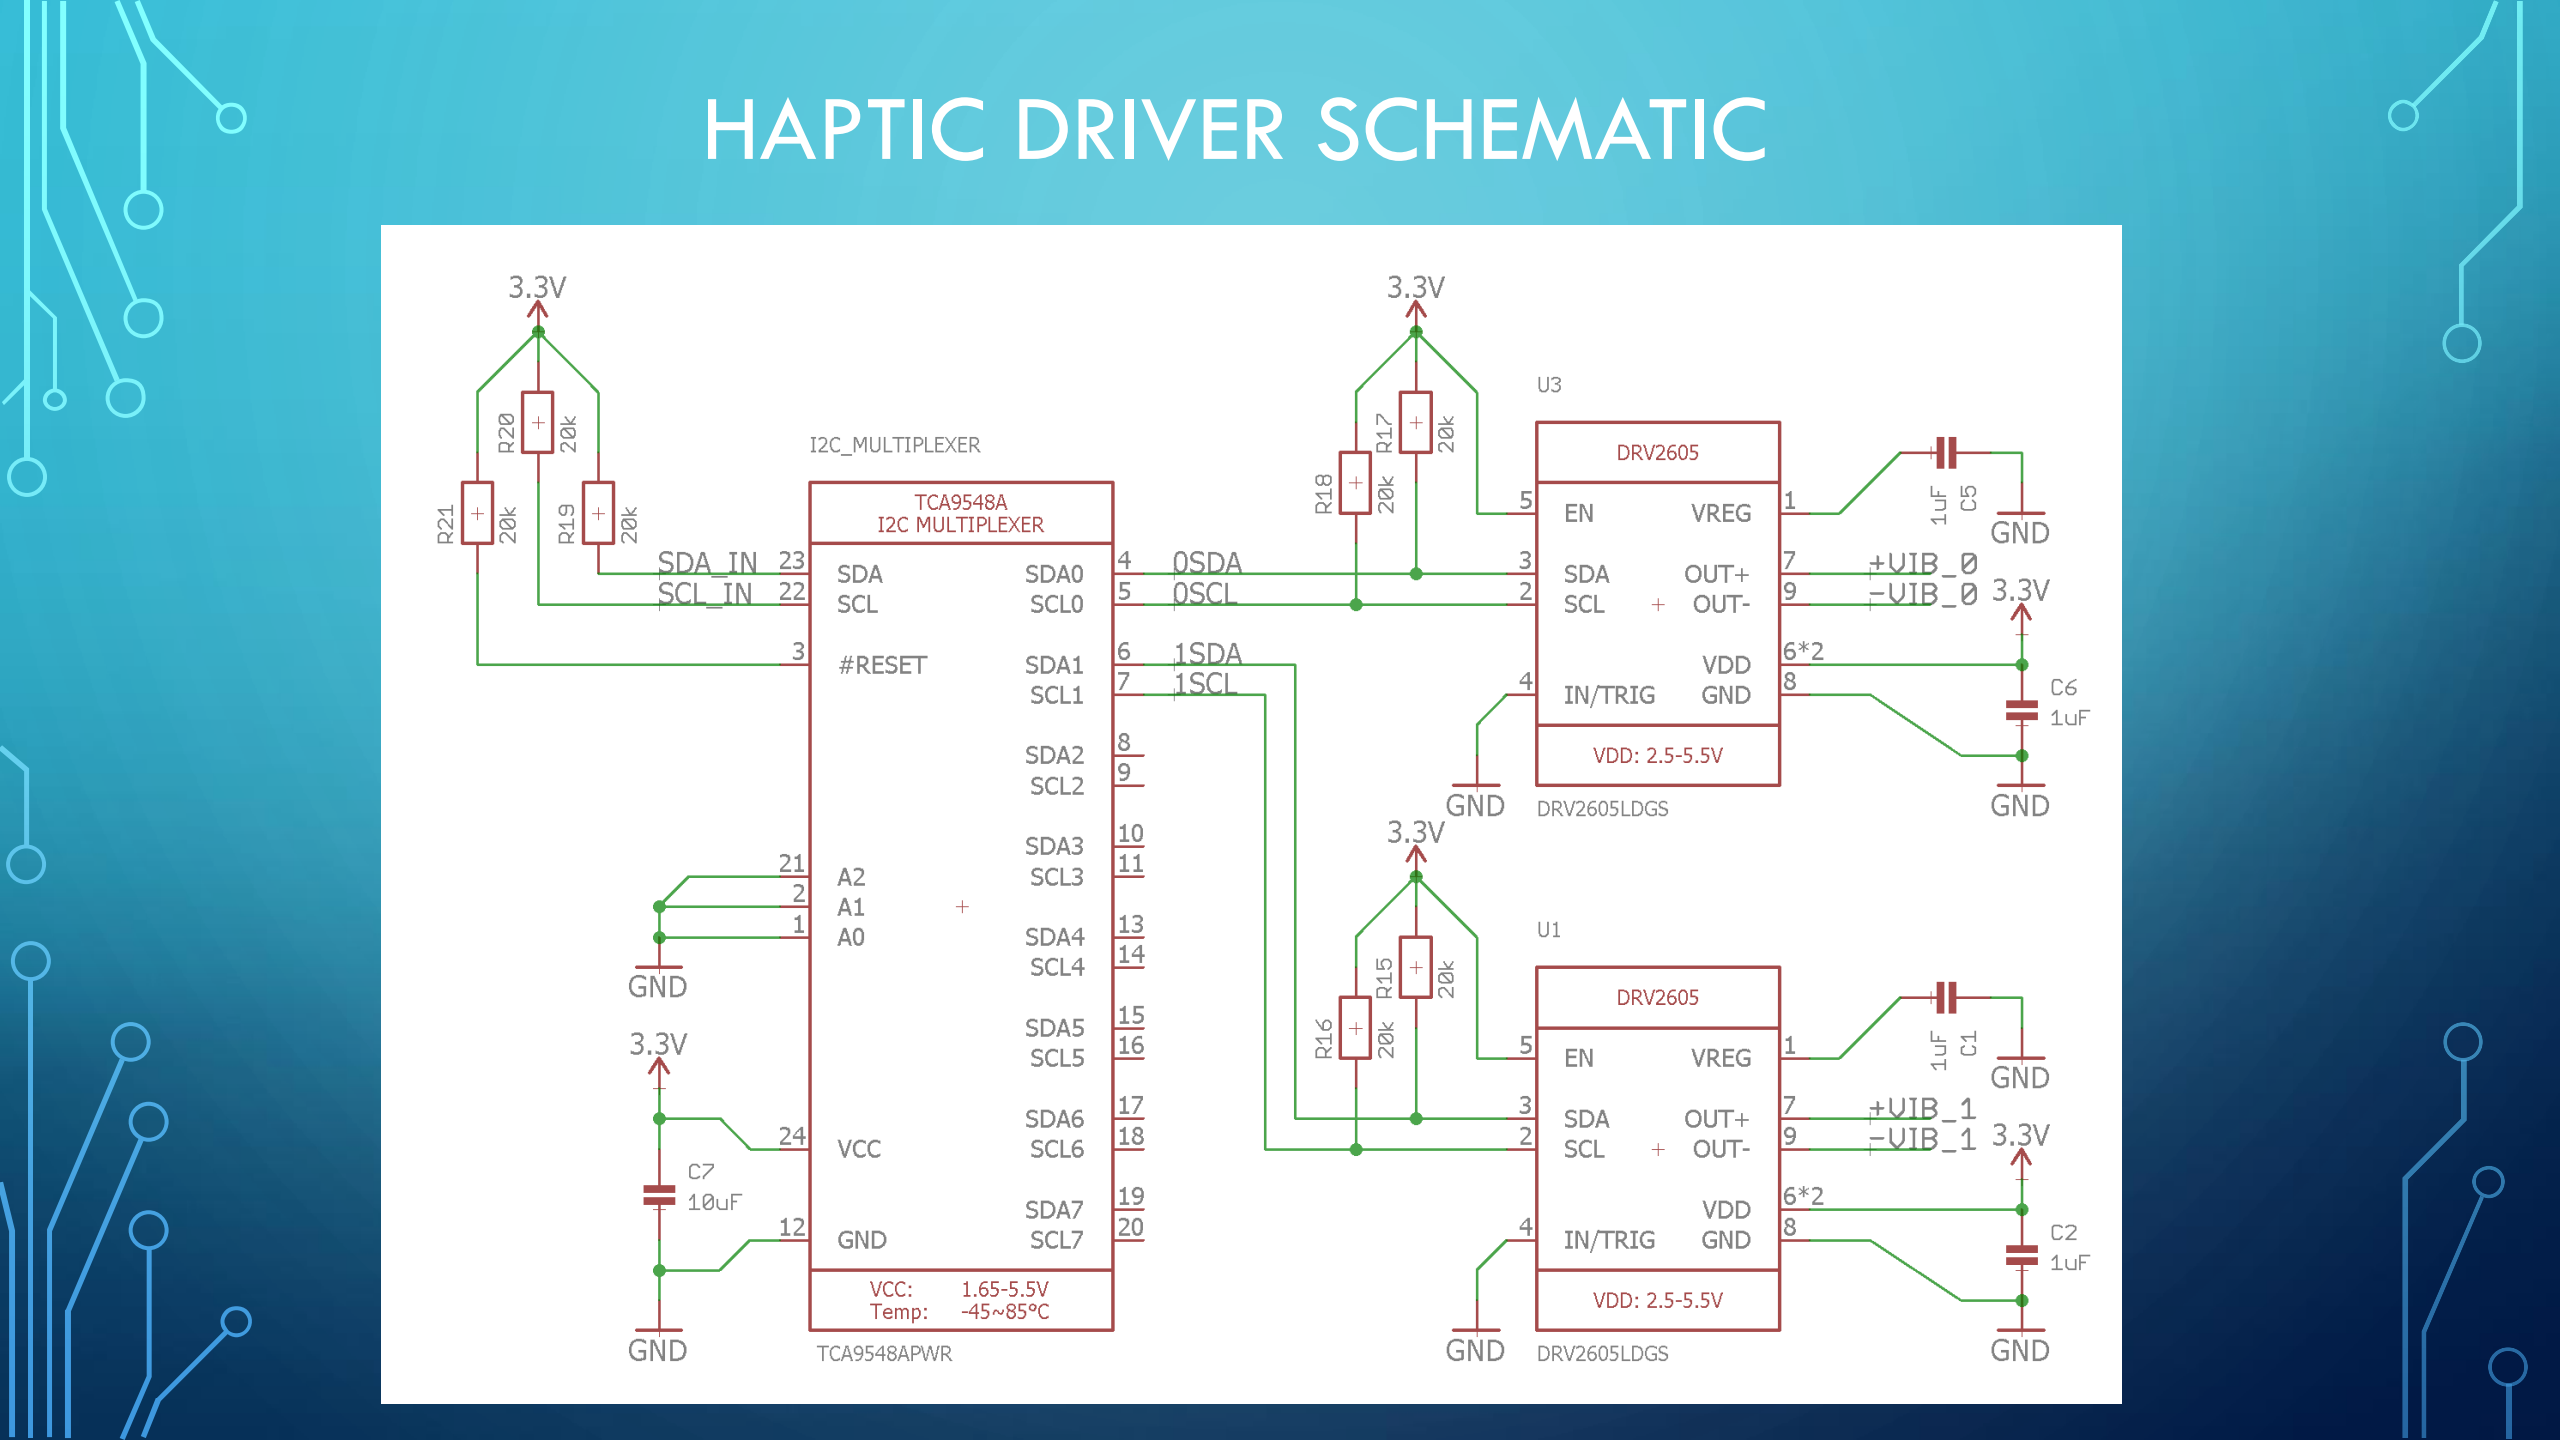 HAPTIC DRIVER SCHEMATIC
3.3V
R20
20k
R21
20k
R19
20k
SDA_IN
SCL_IN
I2C_MULTIPLEXER
TCA9548A
I2C MULTIPLEXER
23 SDA
22 SCL
3 #RESET
21 A2
2 A1
1 A0
GND
3.3V
C7
10uF
24 VCC
12 GND
GND
SDA0 4
SCL0 5
SDA1 6
SCL1 7
SDA2 8
SCL2 9
SDA3 10
SCL3 11
SDA4 13
SCL4 14
SDA5 15
SCL5 16
SDA6 17
SCL6 18
SDA7 19
SCL7 20
VCC: 1.65-5.5V
Temp: -45~85°C
TCA9548APWR
0SDA
0SCL
1SDA
1SCL
3.3V
R17
20k
R18
20k
U3
DRV2605
5 EN
3 SDA
2 SCL
4 IN/TRIG
VREG 1
OUT+ 7
OUT- 9
VDD 6*2
GND 8
VDD: 2.5-5.5V
DRV2605LDGS
GND
1uF
C5
GND
+VIB_0
-VIB_0
3.3V
C6
1uF
GND
3.3V
R15
20k
R16
20k
U1
DRV2605
5 EN
3 SDA
2 SCL
4 IN/TRIG
VREG 1
OUT+ 7
OUT- 9
VDD 6*2
GND 8
VDD: 2.5-5.5V
DRV2605LDGS
GND
1uF
C1
GND
+VIB_1
-VIB_1
3.3V
C2
1uF
GND